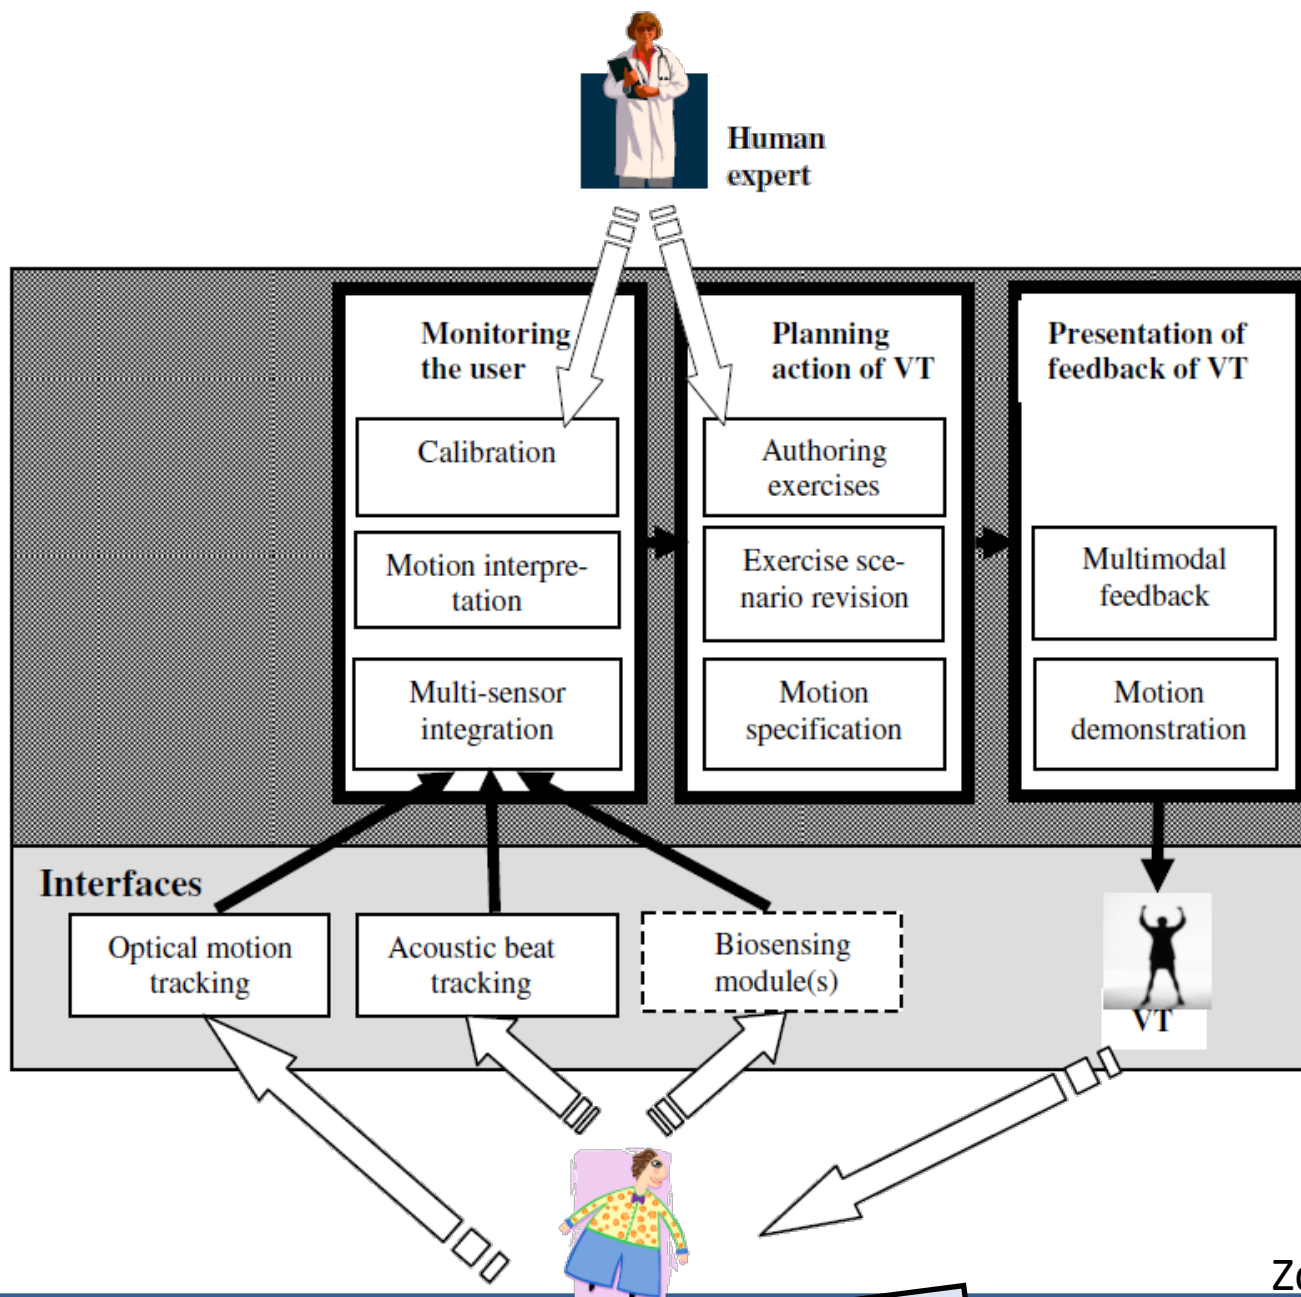 Human
expert
Monitoring
the user
Calibration
Motion interpre-
tation
Multi-sensor
integration
Planning
action of VT
Authoring
exercises
Exercise sce-
nario revision
Motion
specification
Presentation of
feedback of VT
Multimodal
feedback
Motion
demonstration
Interfaces
Optical motion
tracking
Acoustic beat
tracking
Biosensing
module(s)
VT